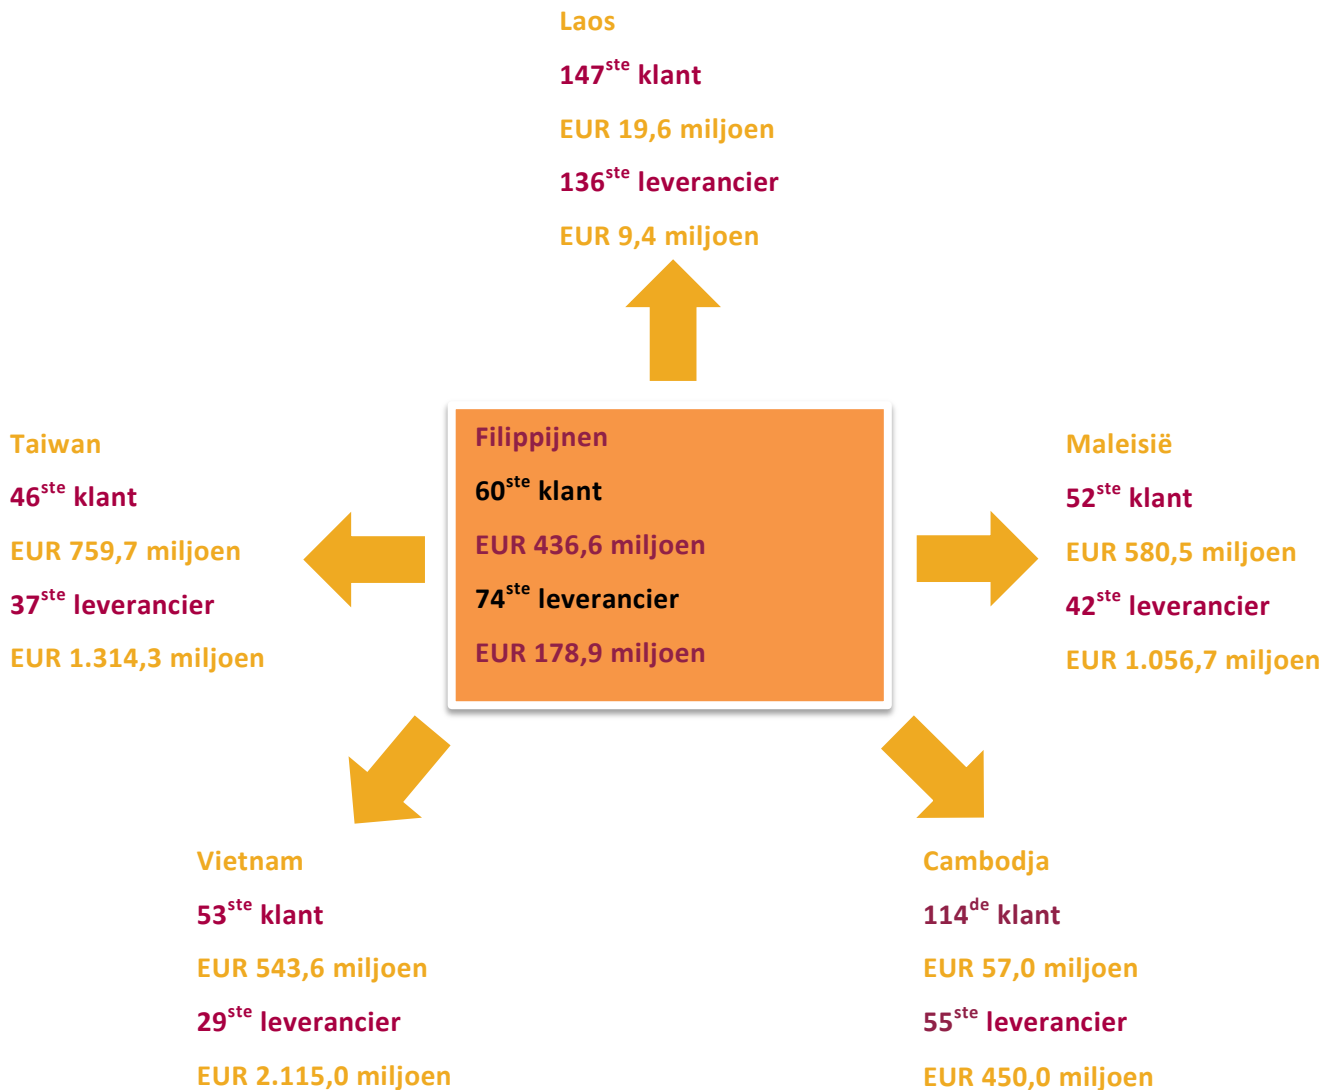 Laos
147ste klant
EUR 19,6 miljoen
136ste leverancier
EUR 9,4 miljoen
Taiwan
46ste klant
EUR 759,7 miljoen
37ste leverancier
EUR 1.314,3 miljoen
Filippijnen
60ste klant
EUR 436,6 miljoen
74ste leverancier
EUR 178,9 miljoen
Maleisië
52ste klant
EUR 580,5 miljoen
42ste leverancier
EUR 1.056,7 miljoen
Vietnam
53ste klant
EUR 543,6 miljoen
29ste leverancier
EUR 2.115,0 miljoen
Cambodja
114de klant
EUR 57,0 miljoen
55ste leverancier
EUR 450,0 miljoen